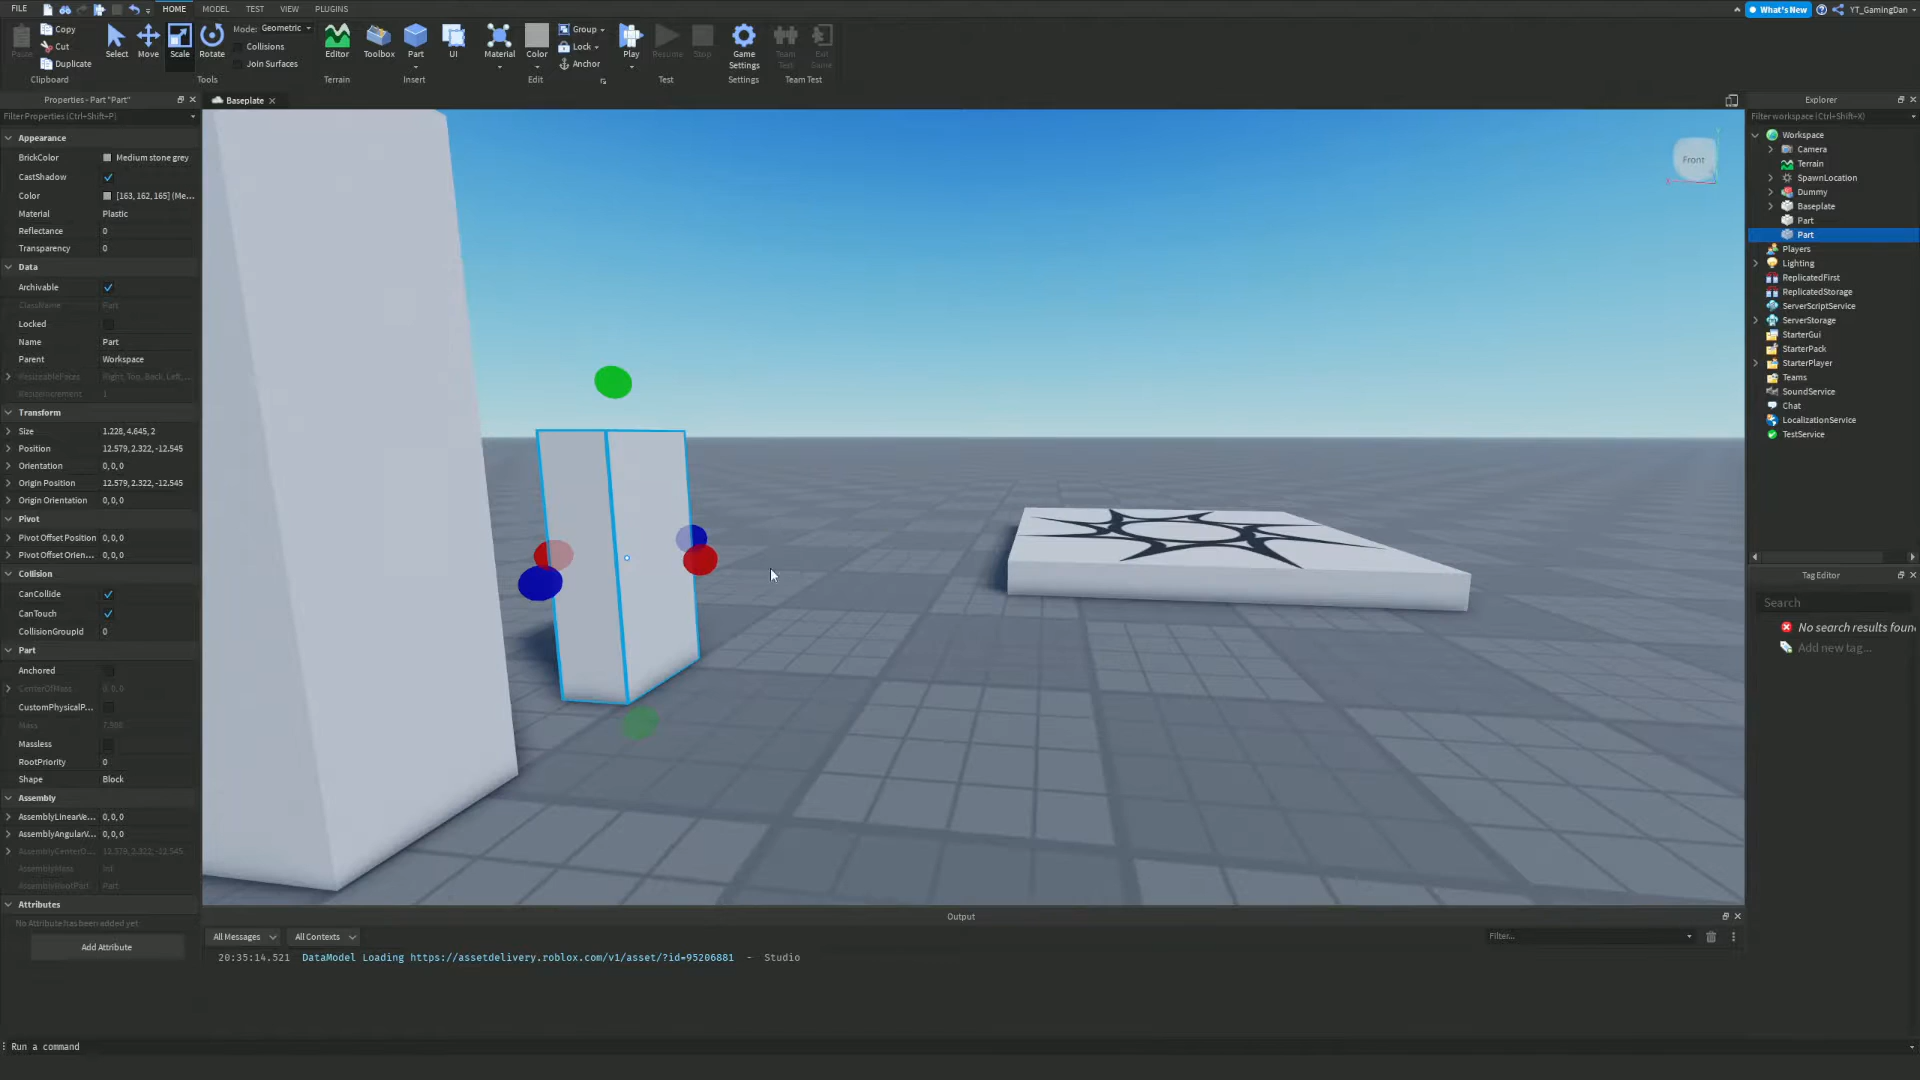 FILE HOME MODEL TEST VIEW PLUGINS What's New YT_GamingDan
Copy Mode: Geometric Group
Cut Collisions Lock
Select Move Scale Rotate Editor Toolbox Part UI Material Color Play Resume Stop Game Settings Team Test Exit Game
Duplicate Join Surfaces Anchor
Clipboard Tools Terrain Insert Edit Test Settings Team Test
Properties - Part "Part"
Filter Properties (Ctrl+Shift+P)
Appearance
BrickColor Medium stone grey
CastShadow
Color [163, 162, 165] (Me...
Material Plastic
Reflectance 0
Transparency 0
Data
Archivable
ClassName Part
Locked
Name Part
Parent Workspace
ResizeableFaces Right, Top, Back, Left, ...
ResizeIncrement 1
Transform
Size 1.228, 4.645, 2
Position 12.579, 2.322, -12.545
Orientation 0, 0, 0
Origin Position 12.579, 2.322, -12.545
Origin Orientation 0, 0, 0
Pivot
Pivot Offset Position 0, 0, 0
Pivot Offset Orien... 0, 0, 0
Collision
CanCollide
CanTouch
CollisionGroupId 0
Part
Anchored
CenterOfMass 0, 0, 0
CustomPhysicalP...
Mass
Massless
RootPriority 0
Shape Block
Assembly
AssemblyLinearVe... 0, 0, 0
AssemblyAngularV... 0, 0, 0
AssemblyCenterO... 12.579, 2.322, -12.545
AssemblyMass inf
AssemblyRootPart Part
Attributes
No Attribute has been added yet
Add Attribute
Baseplate
Front
Output
All Messages All Contexts Filter...
20:35:14.521 DataModel Loading https://assetdelivery.roblox.com/v1/asset/?id=95206881 - Studio
Run a command
Explorer
Filter workspace (Ctrl+Shift+X)
Workspace
Camera
Terrain
SpawnLocation
Dummy
Baseplate
Part
Part
Players
Lighting
ReplicatedFirst
ReplicatedStorage
ServerScriptService
ServerStorage
StarterGui
StarterPack
StarterPlayer
Teams
SoundService
Chat
LocalizationService
TestService
Tag Editor
Search
No search results foun
Add new tag...